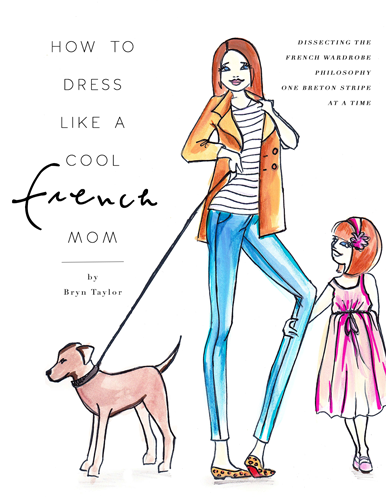 HOW TO
DRESS
LIKE A
COOL
french
MOM
by
Bryn Taylor
DISSECTING THE
FRENCH WARDROBE
PHILOSOPHY
ONE BRETON STRIPE
AT A TIME